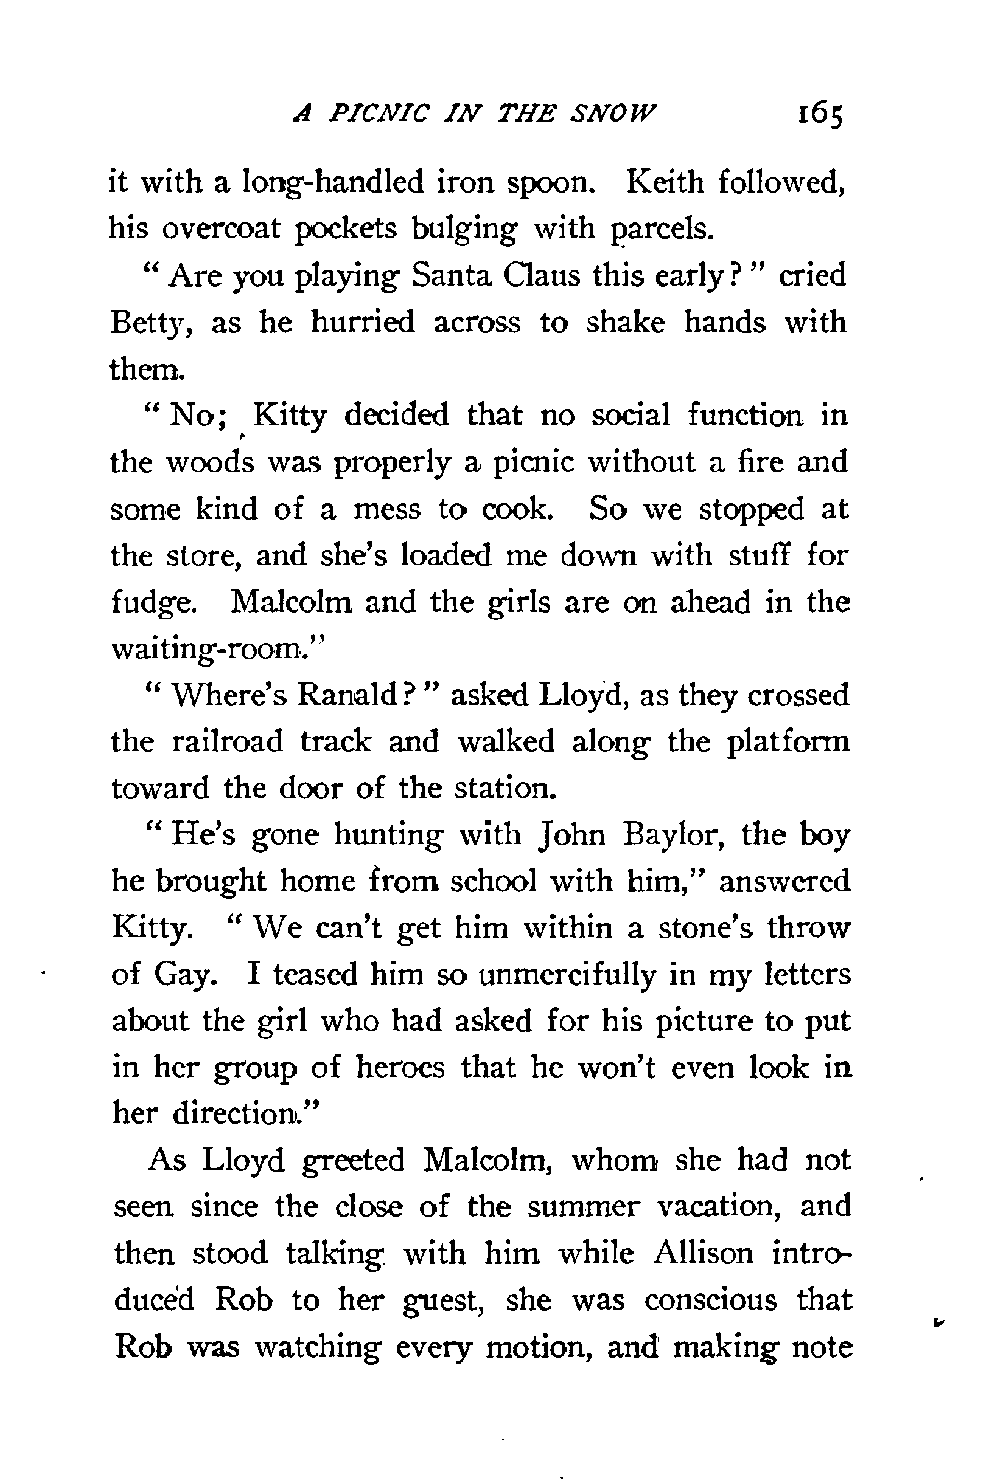 A PICNIC IN THE SNOW 165
it with a long-handled iron spoon. Keith followed,
his overcoat pockets bulging with parcels.
“ Are you playing Santa Claus this early? ” cried
Betty, as he hurried across to shake hands with
them.
“ No; Kitty decided that no social function in
the woods was properly a picnic without a fire and
some kind of a mess to cook. So we stopped at
the store, and she’s loaded me down with stuff for
fudge. Malcolm and the girls are on ahead in the
waiting-room.”
“ Where’s Ranald? ” asked Lloyd, as they crossed
the railroad track and walked along the platform
toward the door of the station.
“ He’s gone hunting with John Baylor, the boy
he brought home from school with him,” answered
Kitty. “ We can’t get him within a stone’s throw
of Gay. I teased him so unmercifully in my letters
about the girl who had asked for his picture to put
in her group of heroes that he won’t even look in
her direction.”
As Lloyd greeted Malcolm, whom she had not
seen since the close of the summer vacation, and
then stood talking with him while Allison intro-
duced Rob to her guest, she was conscious that
Rob was watching every motion, and making note